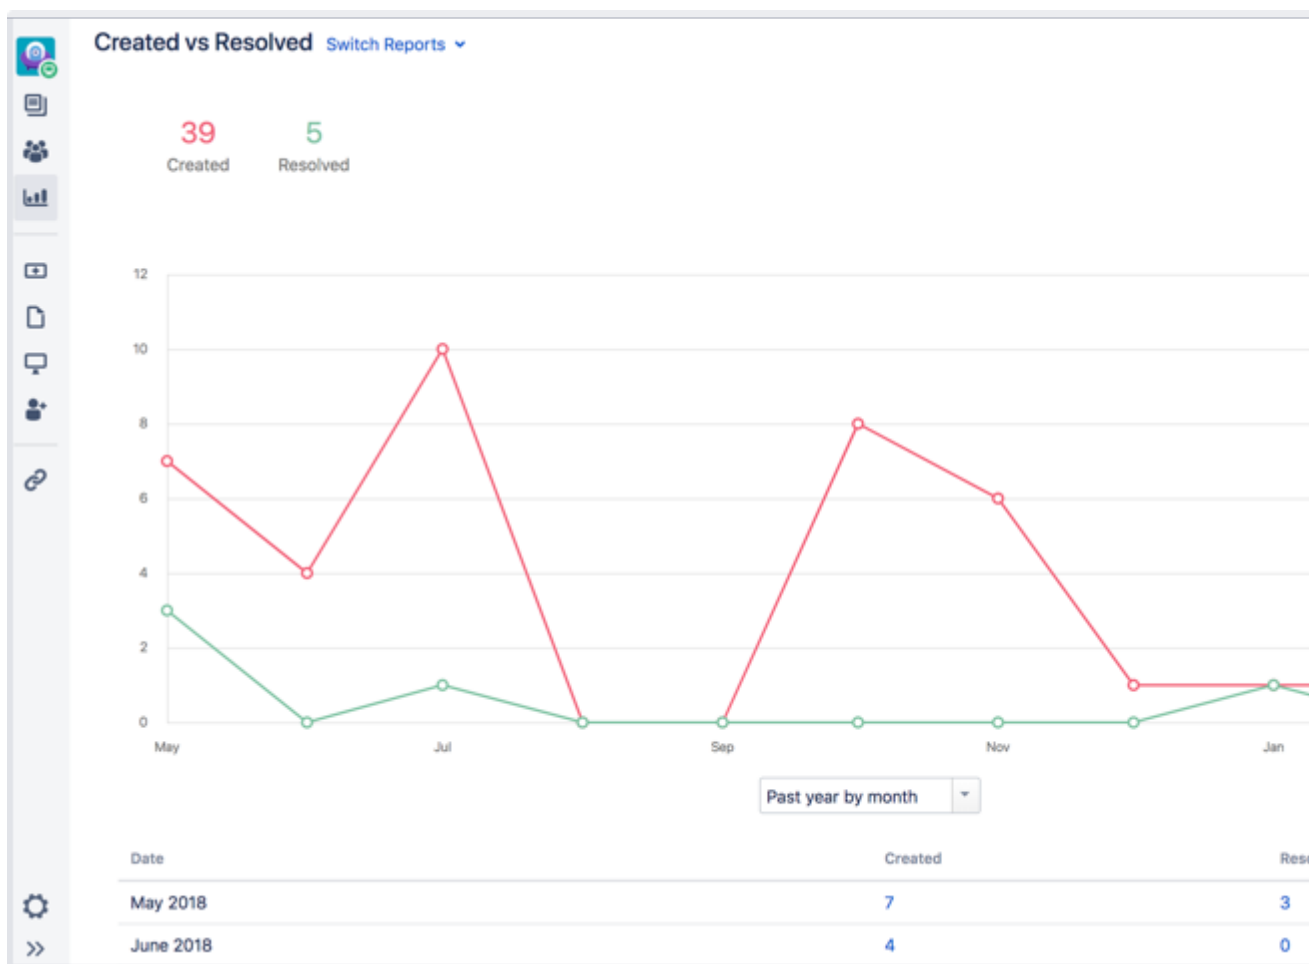 Created vs Resolved Switch Reports
39 5
Created Resolved
12
10
8
6
4
2
0
May Jul Sep Nov Jan
Past year by month
Date Created Reso
May 2018 7 3
June 2018 4 0